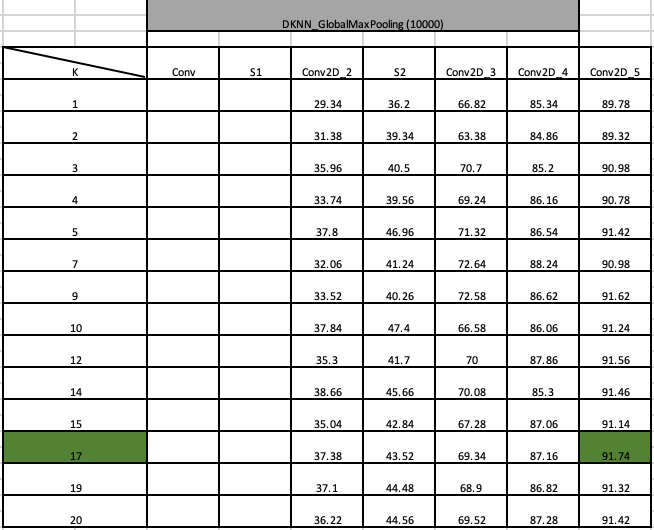 DKNN_GlobalMaxPooling (10000)
K Conv S1 Conv2D_2 S2 Conv2D_3 Conv2D_4 Conv2D_5
1 29.34 36.2 66.82 85.34 89.78
2 31.38 39.34 63.38 84.86 89.32
3 35.96 40.5 70.7 85.2 90.98
4 33.74 39.56 69.24 86.16 90.78
5 37.8 46.96 71.32 86.54 91.42
7 32.06 41.24 72.64 88.24 90.98
9 33.52 40.26 72.58 86.62 91.62
10 37.84 47.4 66.58 86.06 91.24
12 35.3 41.7 70 87.86 91.56
14 38.66 45.66 70.08 85.3 91.46
15 35.04 42.84 67.28 87.06 91.14
17 37.38 43.52 69.34 87.16 91.74
19 37.1 44.48 68.9 86.82 91.32
20 36.22 44.56 69.52 87.28 91.42